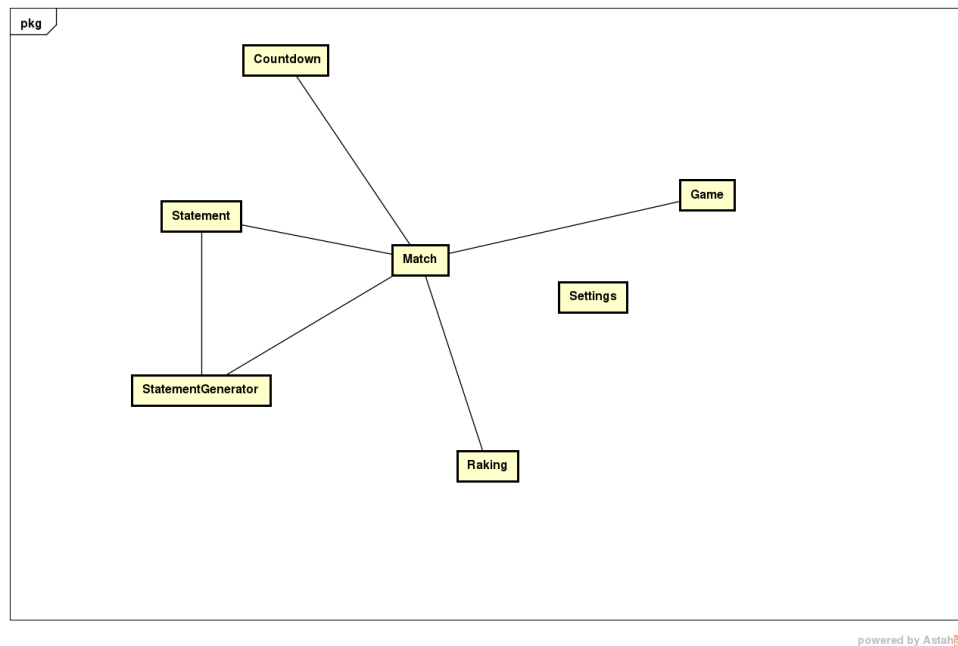 pkg
Countdown
Game
Statement
Match
Settings
StatementGenerator
Raking
powered by Astah